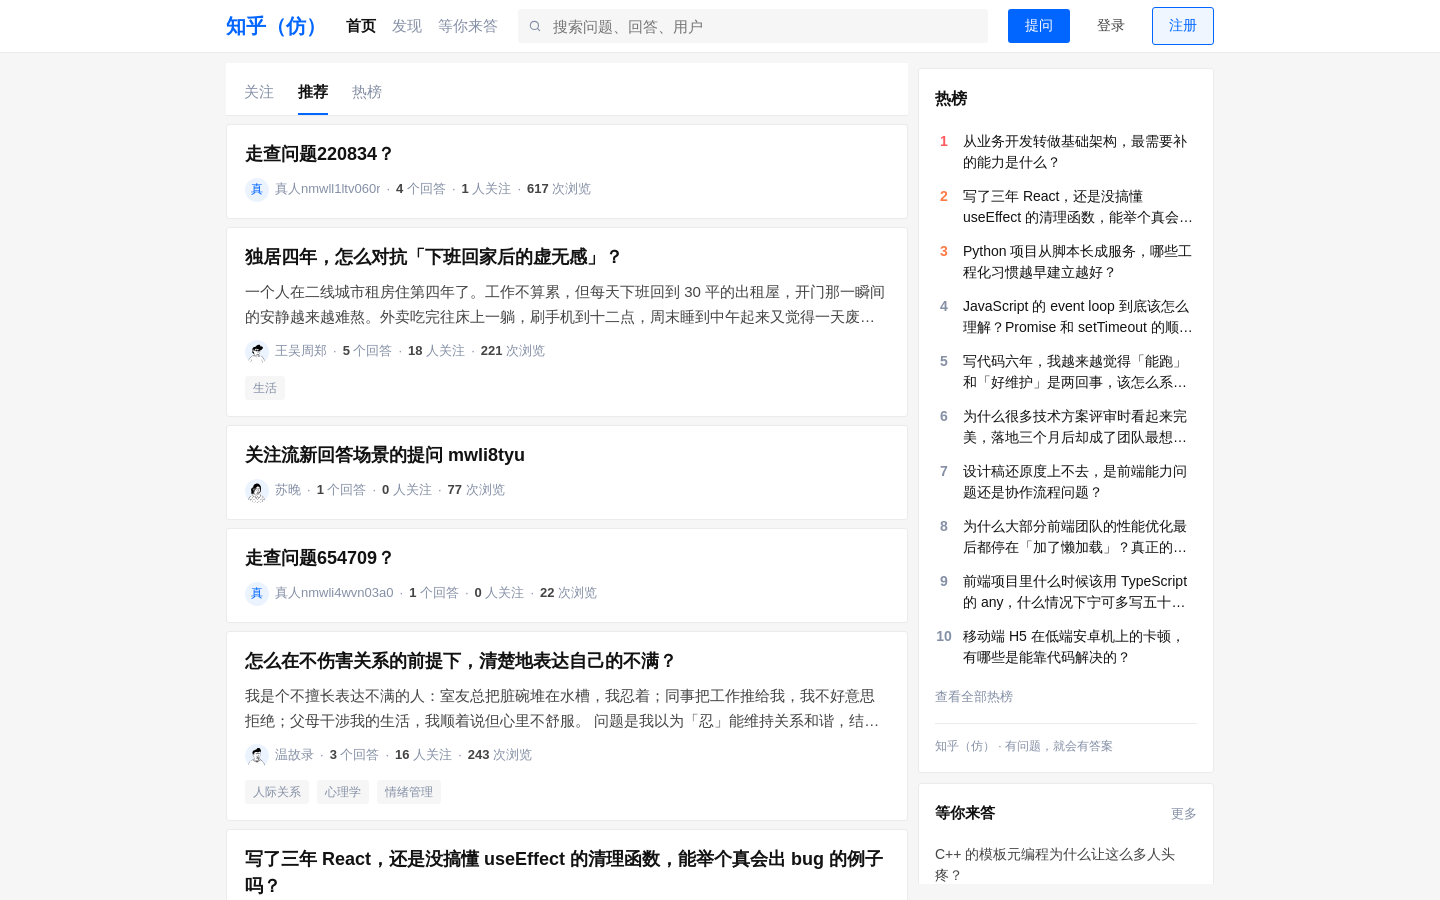 知乎（仿） 首页 发现 等你来答 搜索问题、回答、用户 提问 登录 注册
关注 推荐 热榜
走查问题220834？
真 真人nmwll1ltv060r · 4 个回答 · 1 人关注 · 617 次浏览
独居四年，怎么对抗「下班回家后的虚无感」？
一个人在二线城市租房住第四年了。工作不算累，但每天下班回到 30 平的出租屋，开门那一瞬间
的安静越来越难熬。外卖吃完往床上一躺，刷手机到十二点，周末睡到中午起来又觉得一天废…
王吴周郑 · 5 个回答 · 18 人关注 · 221 次浏览
生活
关注流新回答场景的提问 mwli8tyu
苏晚 · 1 个回答 · 0 人关注 · 77 次浏览
走查问题654709？
真 真人nmwli4wvn03a0 · 1 个回答 · 0 人关注 · 22 次浏览
怎么在不伤害关系的前提下，清楚地表达自己的不满？
我是个不擅长表达不满的人：室友总把脏碗堆在水槽，我忍着；同事把工作推给我，我不好意思
拒绝；父母干涉我的生活，我顺着说但心里不舒服。 问题是我以为「忍」能维持关系和谐，结…
温故录 · 3 个回答 · 16 人关注 · 243 次浏览
人际关系 心理学 情绪管理
写了三年 React，还是没搞懂 useEffect 的清理函数，能举个真会出 bug 的例子
吗？
热榜
1 从业务开发转做基础架构，最需要补
的能力是什么？
2 写了三年 React，还是没搞懂
useEffect 的清理函数，能举个真会…
3 Python 项目从脚本长成服务，哪些工
程化习惯越早建立越好？
4 JavaScript 的 event loop 到底该怎么
理解？Promise 和 setTimeout 的顺…
5 写代码六年，我越来越觉得「能跑」
和「好维护」是两回事，该怎么系…
6 为什么很多技术方案评审时看起来完
美，落地三个月后却成了团队最想…
7 设计稿还原度上不去，是前端能力问
题还是协作流程问题？
8 为什么大部分前端团队的性能优化最
后都停在「加了懒加载」？真正的…
9 前端项目里什么时候该用 TypeScript
的 any，什么情况下宁可多写五十…
10 移动端 H5 在低端安卓机上的卡顿，
有哪些是能靠代码解决的？
查看全部热榜
知乎（仿） · 有问题，就会有答案
等你来答 更多
C++ 的模板元编程为什么让这么多人头
疼？